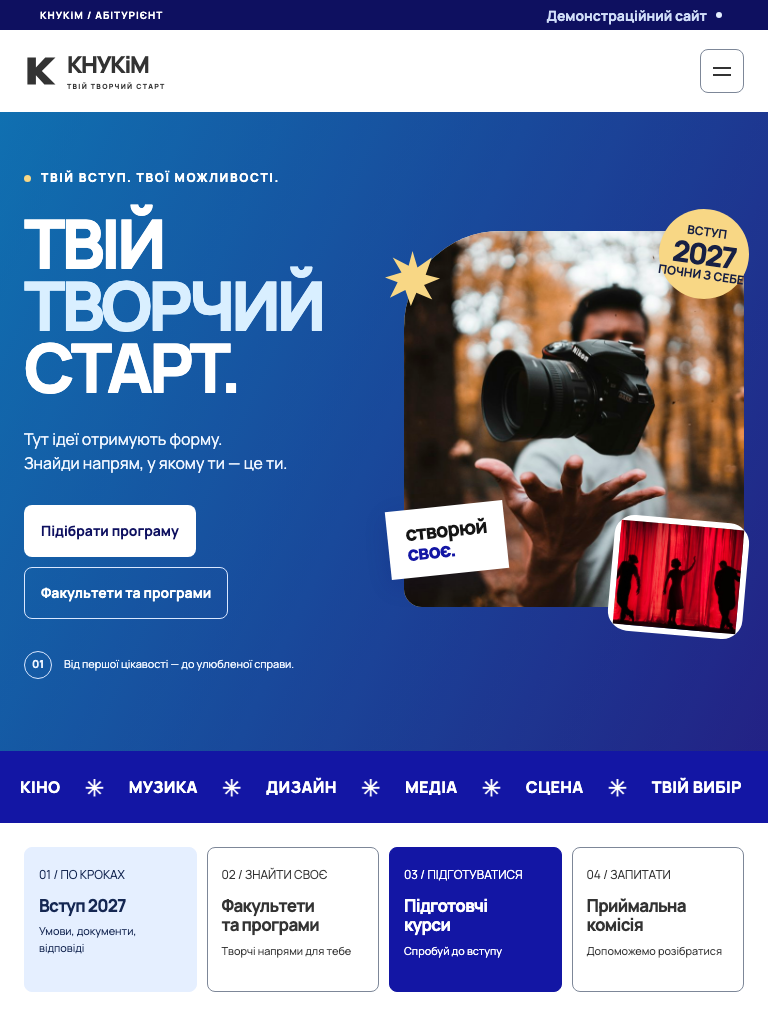 КНУКІМ / АБІТУРІЄНТ
Демонстраційний сайт
КНУКІМ
ТВІЙ ТВОРЧИЙ СТАРТ
ТВІЙ ВСТУП. ТВОЇ МОЖЛИВОСТІ.
ТВІЙ
ТВОРЧИЙ
СТАРТ.
Тут ідеї отримують форму.
Знайди напрям, у якому ти — це ти.
Підібрати програму
Факультети та програми
01
Від першої цікавості — до улюбленої справи.
ВСТУП
2027
ПОЧНИ З СЕБЕ
Nikon
створюй
своє.
КІНО
МУЗИКА
ДИЗАЙН
МЕДІА
СЦЕНА
ТВІЙ ВИБІР
01 / ПО КРОКАХ
Вступ 2027
Умови, документи,
відповіді
02 / ЗНАЙТИ СВОЄ
Факультети
та програми
Творчі напрями для тебе
03 / ПІДГОТУВАТИСЯ
Підготовчі
курси
Спробуй до вступу
04 / ЗАПИТАТИ
Приймальна
комісія
Допоможемо розібратися